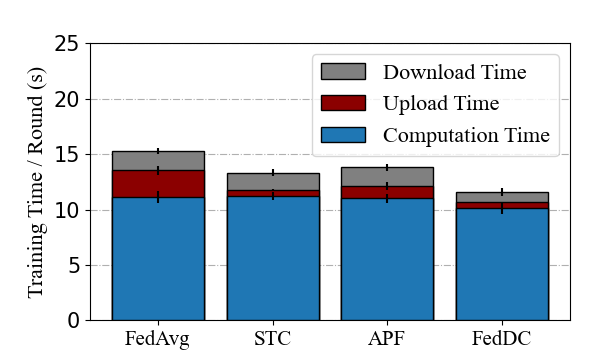 Training Time / Round (s)
25
20
15
10
5
0
Download Time
Upload Time
Computation Time
FedAvg
STC
APF
FedDC